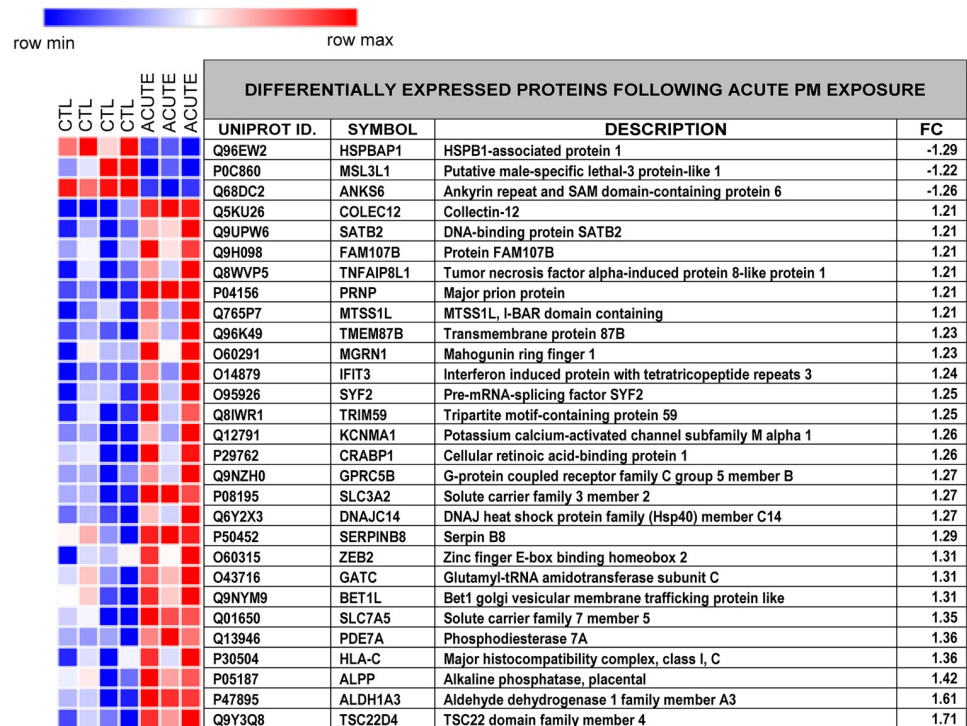 row min
row max
CTL CTL CTL CTL ACUTE ACUTE ACUTE
DIFFERENTIALLY EXPRESSED PROTEINS FOLLOWING ACUTE PM EXPOSURE
UNIPROT ID. SYMBOL DESCRIPTION FC
Q96EW2 HSPBAP1 HSPB1-associated protein 1 -1.29
P0C860 MSL3L1 Putative male-specific lethal-3 protein-like 1 -1.22
Q68DC2 ANKS6 Ankyrin repeat and SAM domain-containing protein 6 -1.26
Q5KU26 COLEC12 Collectin-12 1.21
Q9UPW6 SATB2 DNA-binding protein SATB2 1.21
Q9H098 FAM107B Protein FAM107B 1.21
Q8WVP5 TNFAIP8L1 Tumor necrosis factor alpha-induced protein 8-like protein 1 1.21
P04156 PRNP Major prion protein 1.21
Q765P7 MTSS1L MTSS1L, I-BAR domain containing 1.21
Q96K49 TMEM87B Transmembrane protein 87B 1.23
O60291 MGRN1 Mahogunin ring finger 1 1.23
O14879 IFIT3 Interferon induced protein with tetratricopeptide repeats 3 1.24
O95926 SYF2 Pre-mRNA-splicing factor SYF2 1.25
Q8IWR1 TRIM59 Tripartite motif-containing protein 59 1.25
Q12791 KCNMA1 Potassium calcium-activated channel subfamily M alpha 1 1.26
P29762 CRABP1 Cellular retinoic acid-binding protein 1 1.26
Q9NZH0 GPRC5B G-protein coupled receptor family C group 5 member B 1.27
P08195 SLC3A2 Solute carrier family 3 member 2 1.27
Q6Y2X3 DNAJC14 DNAJ heat shock protein family (Hsp40) member C14 1.27
P50452 SERPINB8 Serpin B8 1.29
O60315 ZEB2 Zinc finger E-box binding homeobox 2 1.31
O43716 GATC Glutamyl-tRNA amidotransferase subunit C 1.31
Q9NYM9 BET1L Bet1 golgi vesicular membrane trafficking protein like 1.31
Q01650 SLC7A5 Solute carrier family 7 member 5 1.35
Q13946 PDE7A Phosphodiesterase 7A 1.36
P30504 HLA-C Major histocompatibility complex, class I, C 1.36
P05187 ALPP Alkaline phosphatase, placental 1.42
P47895 ALDH1A3 Aldehyde dehydrogenase 1 family member A3 1.61
Q9Y3Q8 TSC22D4 TSC22 domain family member 4 1.71